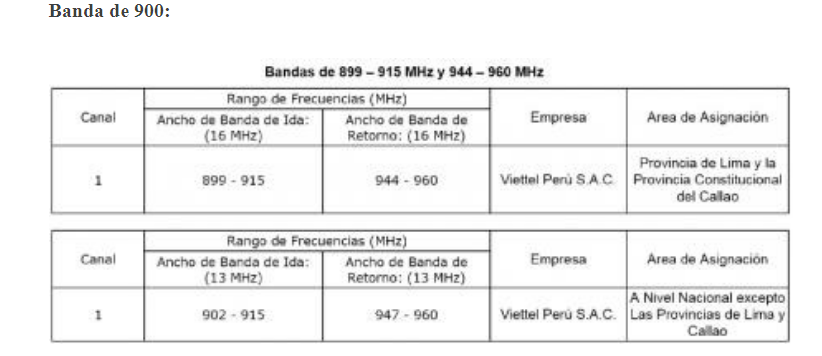 Banda de 900:
Bandas de 899 – 915 MHz y 944 – 960 MHz
Canal
Rango de Frecuencias (MHz)
Empresa
Area de Asignación
Ancho de Banda de Ida:
(16 MHz)
Ancho de Banda de
Retorno: (16 MHz)
1
899 - 915
944 - 960
Viettel Perú S.A.C.
Provincia de Lima y la
Provincia Constitucional
del Callao
Canal
Rango de Frecuencias (MHz)
Empresa
Area de Asignación
Ancho de Banda de Ida:
(13 MHz)
Ancho de Banda de
Retorno: (13 MHz)
1
902 - 915
947 - 960
Viettel Perú S.A.C.
A Nivel Nacional excepto
Las Provincias de Lima y
Callao